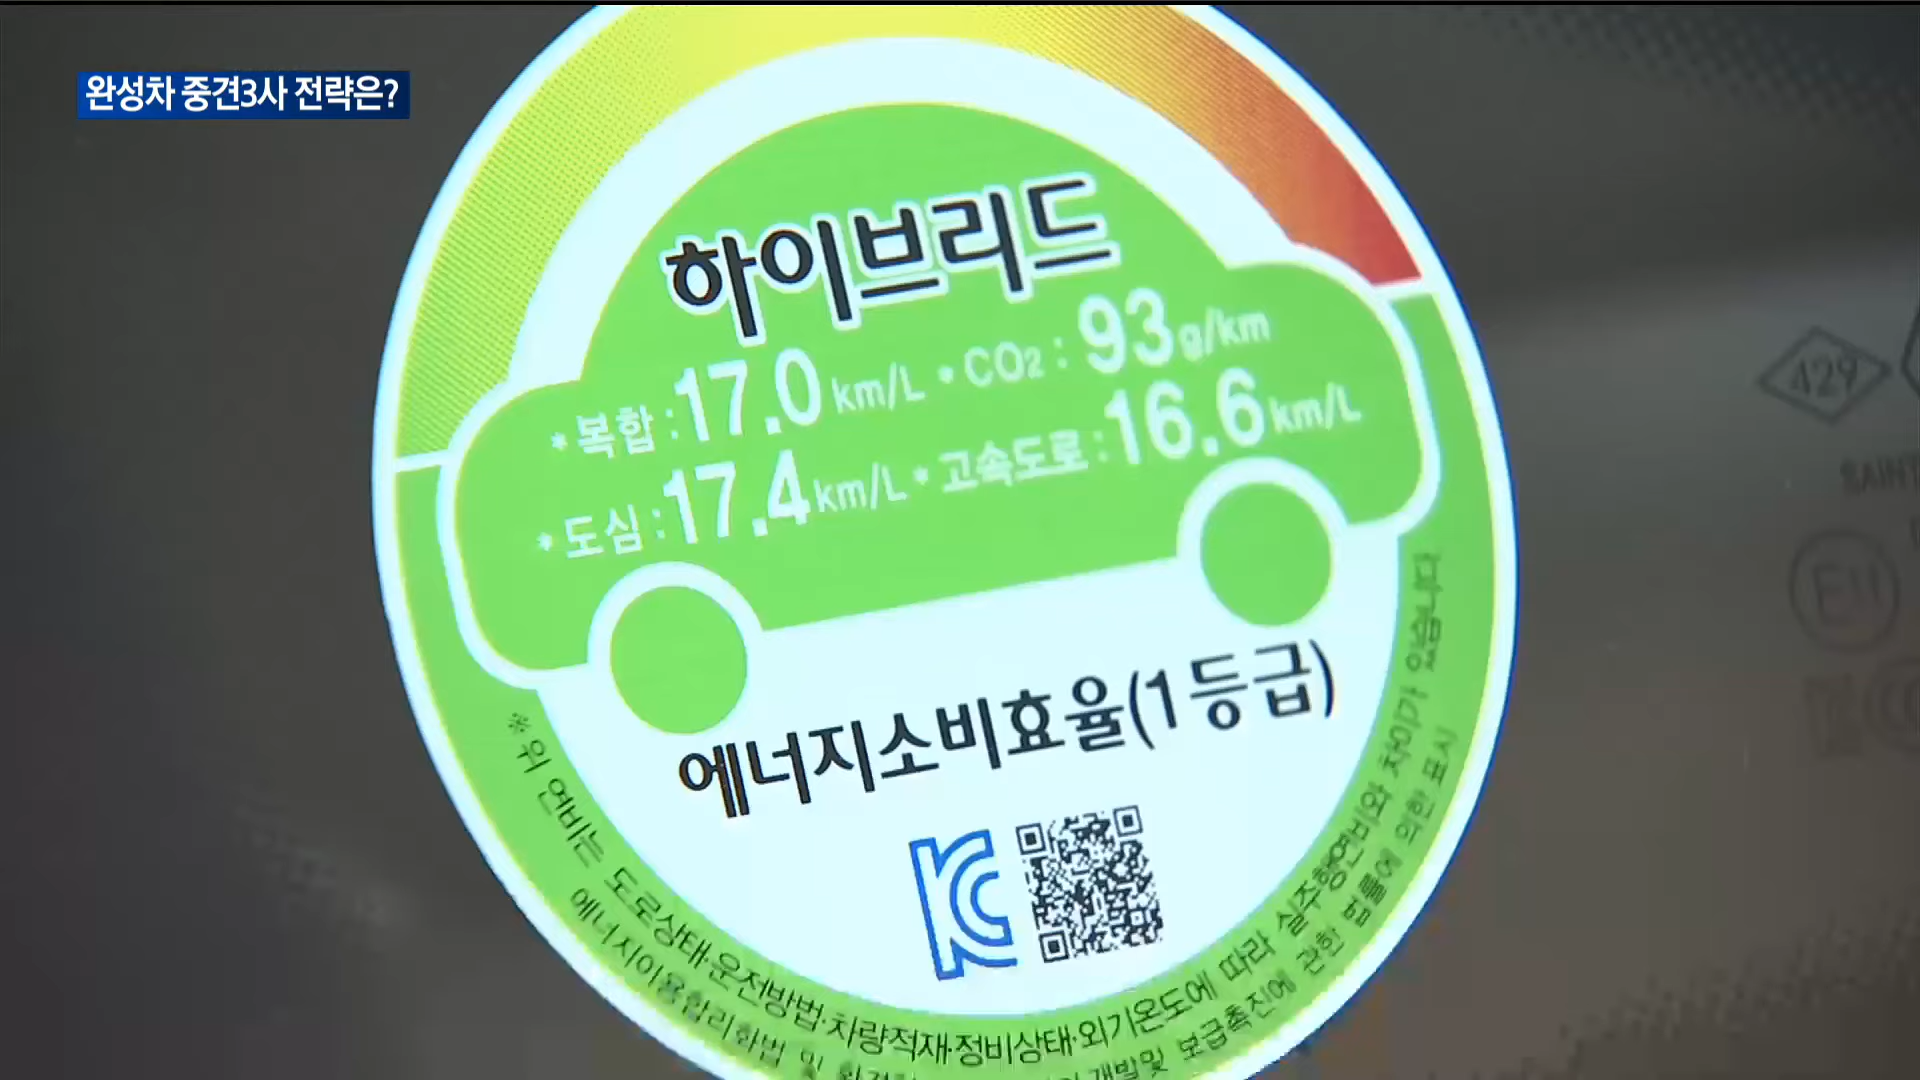 완성차 중견3사 전략은?
하이브리드
* 복합 : 17.0 km/L * CO2 : 93 g/km
* 도심 : 17.4 km/L * 고속도로 : 16.6 km/L
에너지소비효율(1등급)
KC
※ 위 연비는 도로상태·운전방법·차량적재·정비상태·외기온도에 따라 실주행연비와 차이가 있습니다
에너지이용합리화법 및 개발및 보급촉진에 관한 법률에 의한 표시
429
SAINT